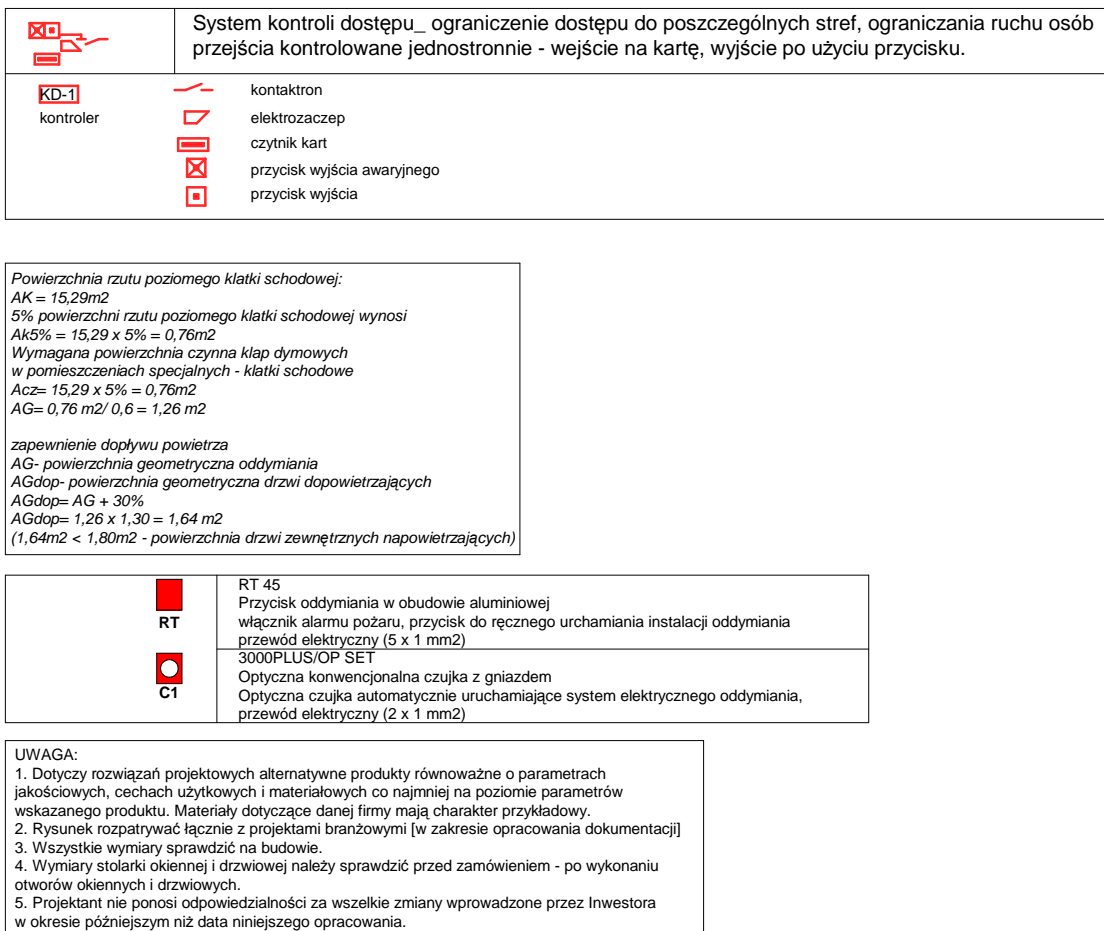 System kontroli dostępu_ ograniczenie dostępu do poszczególnych stref, ograniczania ruchu osób
przejścia kontrolowane jednostronnie - wejście na kartę, wyjście po użyciu przycisku.
KD-1
kontroler
kontaktron
elektrozaczep
czytnik kart
przycisk wyjścia awaryjnego
przycisk wyjścia
Powierzchnia rzutu poziomego klatki schodowej:
AK = 15,29m2
5% powierzchni rzutu poziomego klatki schodowej wynosi
Ak5% = 15,29 x 5% = 0,76m2
Wymagana powierzchnia czynna klap dymowych
w pomieszczeniach specjalnych - klatki schodowe
Acz= 15,29 x 5% = 0,76m2
AG= 0,76 m2/ 0,6 = 1,26 m2
zapewnienie dopływu powietrza
AG- powierzchnia geometryczna oddymiania
AGdop- powierzchnia geometryczna drzwi dopowietrzających
AGdop= AG + 30%
AGdop= 1,26 x 1,30 = 1,64 m2
(1,64m2 < 1,80m2 - powierzchnia drzwi zewnętrznych napowietrzających)
RT
RT 45
Przycisk oddymiania w obudowie aluminiowej
włącznik alarmu pożaru, przycisk do ręcznego urchamiania instalacji oddymiania
przewód elektryczny (5 x 1 mm2)
C1
3000PLUS/OP SET
Optyczna konwencjonalna czujka z gniazdem
Optyczna czujka automatycznie uruchamiające system elektrycznego oddymiania,
przewód elektryczny (2 x 1 mm2)
UWAGA:
1. Dotyczy rozwiązań projektowych alternatywne produkty równoważne o parametrach
jakościowych, cechach użytkowych i materiałowych co najmniej na poziomie parametrów
wskazanego produktu. Materiały dotyczące danej firmy mają charakter przykładowy.
2. Rysunek rozpatrywać łącznie z projektami branżowymi [w zakresie opracowania dokumentacji]
3. Wszystkie wymiary sprawdzić na budowie.
4. Wymiary stolarki okiennej i drzwiowej należy sprawdzić przed zamówieniem - po wykonaniu
otworów okiennych i drzwiowych.
5. Projektant nie ponosi odpowiedzialności za wszelkie zmiany wprowadzone przez Inwestora
w okresie późniejszym niż data niniejszego opracowania.